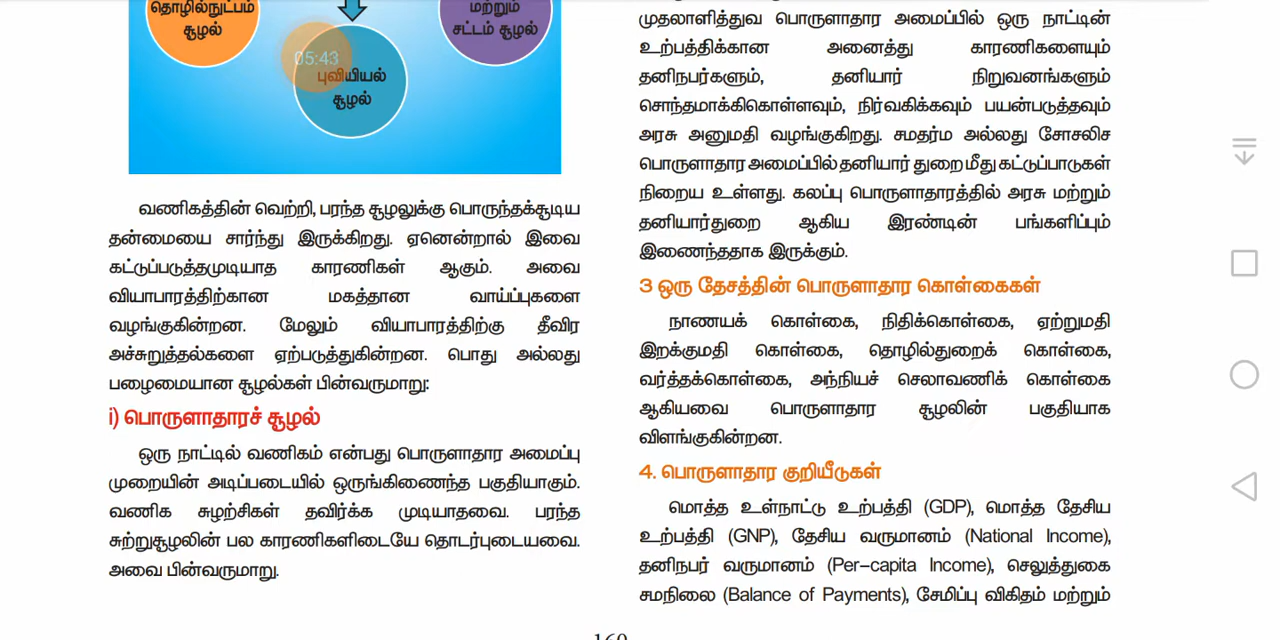 தொழில்நுட்பம்
சூழல்
மற்றும்
சட்டம் சூழல்
05:43
புவியியல்
சூழல்
வணிகத்தின் வெற்றி, பரந்த சூழலுக்கு பொருந்தக்கூடிய
தன்மையை சார்ந்து இருக்கிறது. ஏனென்றால் இவை
கட்டுப்படுத்தமுடியாத காரணிகள் ஆகும். அவை
வியாபாரத்திற்கான மகத்தான வாய்ப்புகளை
வழங்குகின்றன. மேலும் வியாபாரத்திற்கு தீவிர
அச்சுறுத்தல்களை ஏற்படுத்துகின்றன. பொது அல்லது
பழைமையான சூழல்கள் பின்வருமாறு:
i) பொருளாதாரச் சூழல்
ஒரு நாட்டில் வணிகம் என்பது பொருளாதார அமைப்பு
முறையின் அடிப்படையில் ஒருங்கிணைந்த பகுதியாகும்.
வணிக சுழற்சிகள் தவிர்க்க முடியாதவை. பரந்த
சுற்றுசூழலின் பல காரணிகளிடையே தொடர்புடையவை.
அவை பின்வருமாறு.
முதலாளித்துவ பொருளாதார அமைப்பில் ஒரு நாட்டின்
உற்பத்திக்கான அனைத்து காரணிகளையும்
தனிநபர்களும், தனியார் நிறுவனங்களும்
சொந்தமாக்கிகொள்ளவும், நிர்வகிக்கவும் பயன்படுத்தவும்
அரசு அனுமதி வழங்குகிறது. சமதர்ம அல்லது சோசலிச
பொருளாதார அமைப்பில் தனியார் துறை மீது கட்டுப்பாடுகள்
நிறைய உள்ளது. கலப்பு பொருளாதாரத்தில் அரசு மற்றும்
தனியார்துறை ஆகிய இரண்டின் பங்களிப்பும்
இணைந்ததாக இருக்கும்.
3 ஒரு தேசத்தின் பொருளாதார கொள்கைகள்
நாணயக் கொள்கை, நிதிக்கொள்கை, ஏற்றுமதி
இறக்குமதி கொள்கை, தொழில்துறைக் கொள்கை,
வர்த்தக்கொள்கை, அந்நியச் செலாவணிக் கொள்கை
ஆகியவை பொருளாதார சூழலின் பகுதியாக
விளங்குகின்றன.
4. பொருளாதார குறியீடுகள்
மொத்த உள்நாட்டு உற்பத்தி (GDP), மொத்த தேசிய
உற்பத்தி (GNP), தேசிய வருமானம் (National Income),
தனிநபர் வருமானம் (Per-capita Income), செலுத்துகை
சமநிலை (Balance of Payments), சேமிப்பு விகிதம் மற்றும்